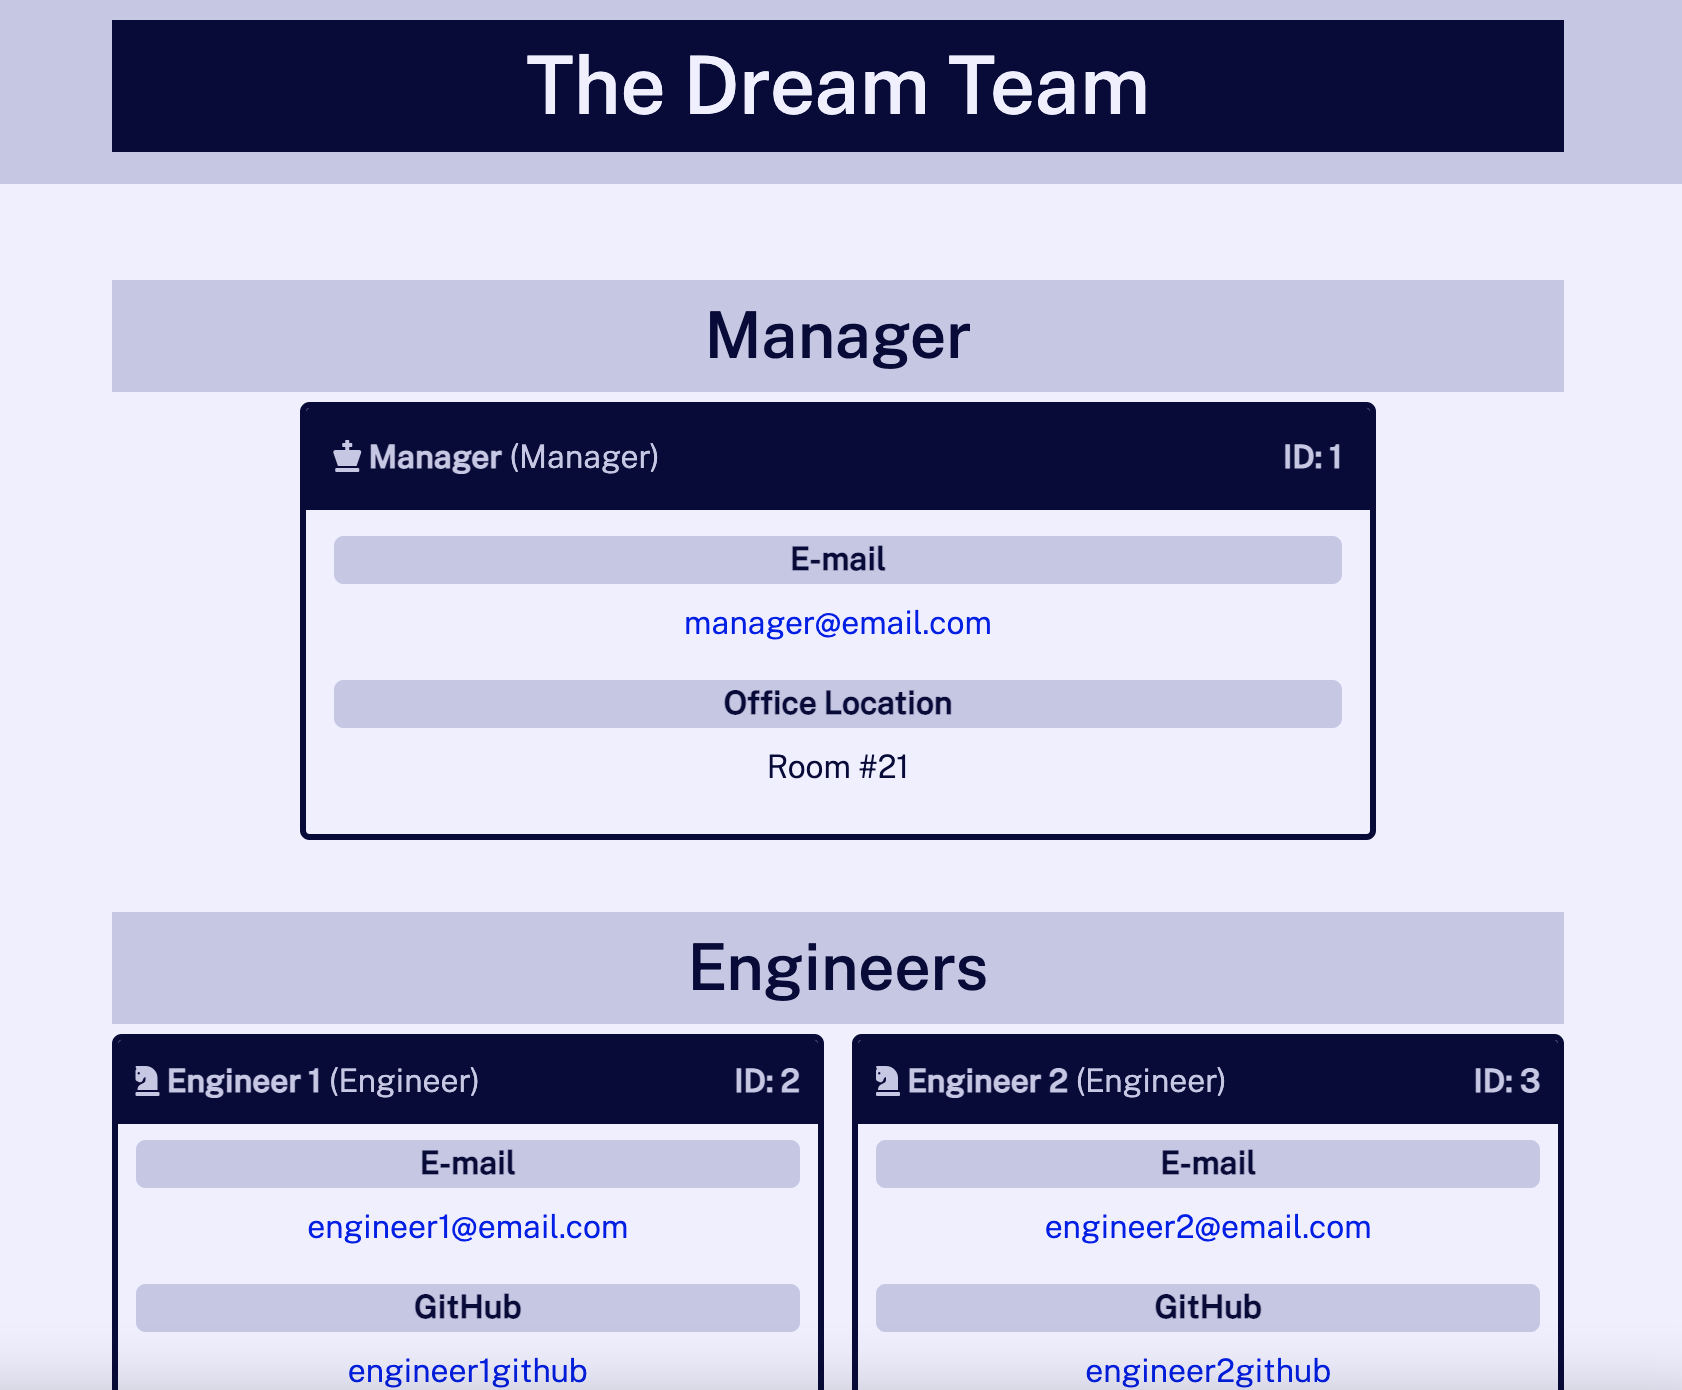 The Dream Team
Manager
Manager (Manager) ID: 1
E-mail
manager@email.com
Office Location
Room #21
Engineers
Engineer 1 (Engineer) ID: 2
E-mail
engineer1@email.com
GitHub
engineer1github
Engineer 2 (Engineer) ID: 3
E-mail
engineer2@email.com
GitHub
engineer2github